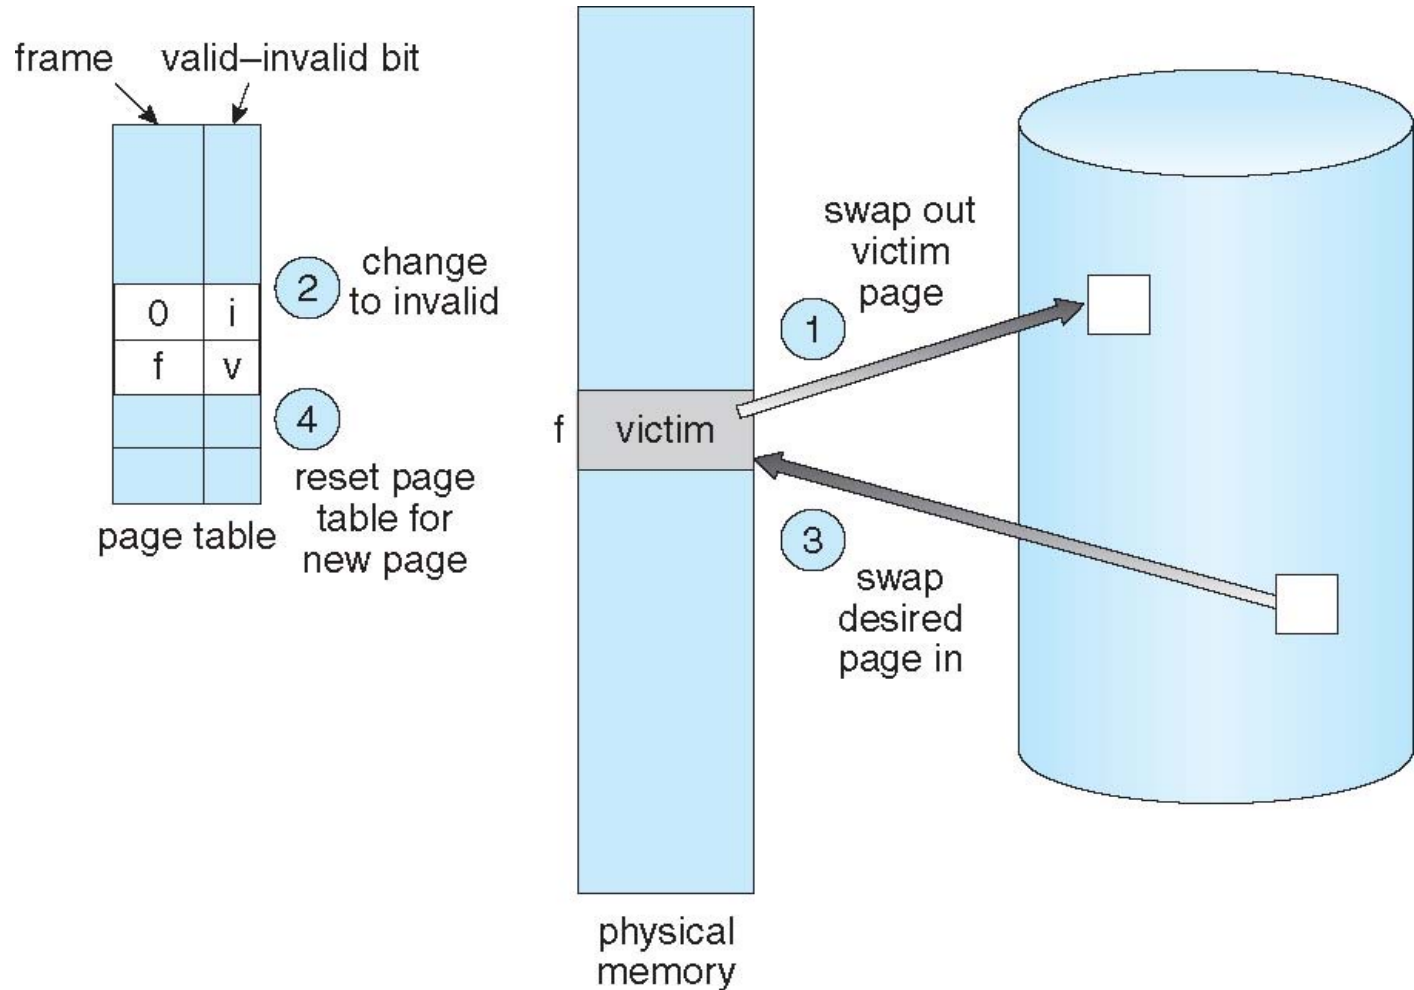 frame
valid–invalid bit
0
i
f
v
2
change
to invalid
4
reset page
table for
new page
page table
f
victim
physical
memory
swap out
victim
page
1
3
swap
desired
page in